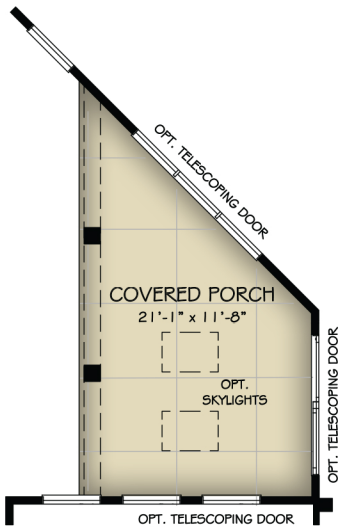 OPT. TELESCOPING DOOR
COVERED PORCH
21'-1" x 11'-8"
OPT.
SKYLIGHTS
OPT. TELESCOPING DOOR
OPT. TELESCOPING DOOR